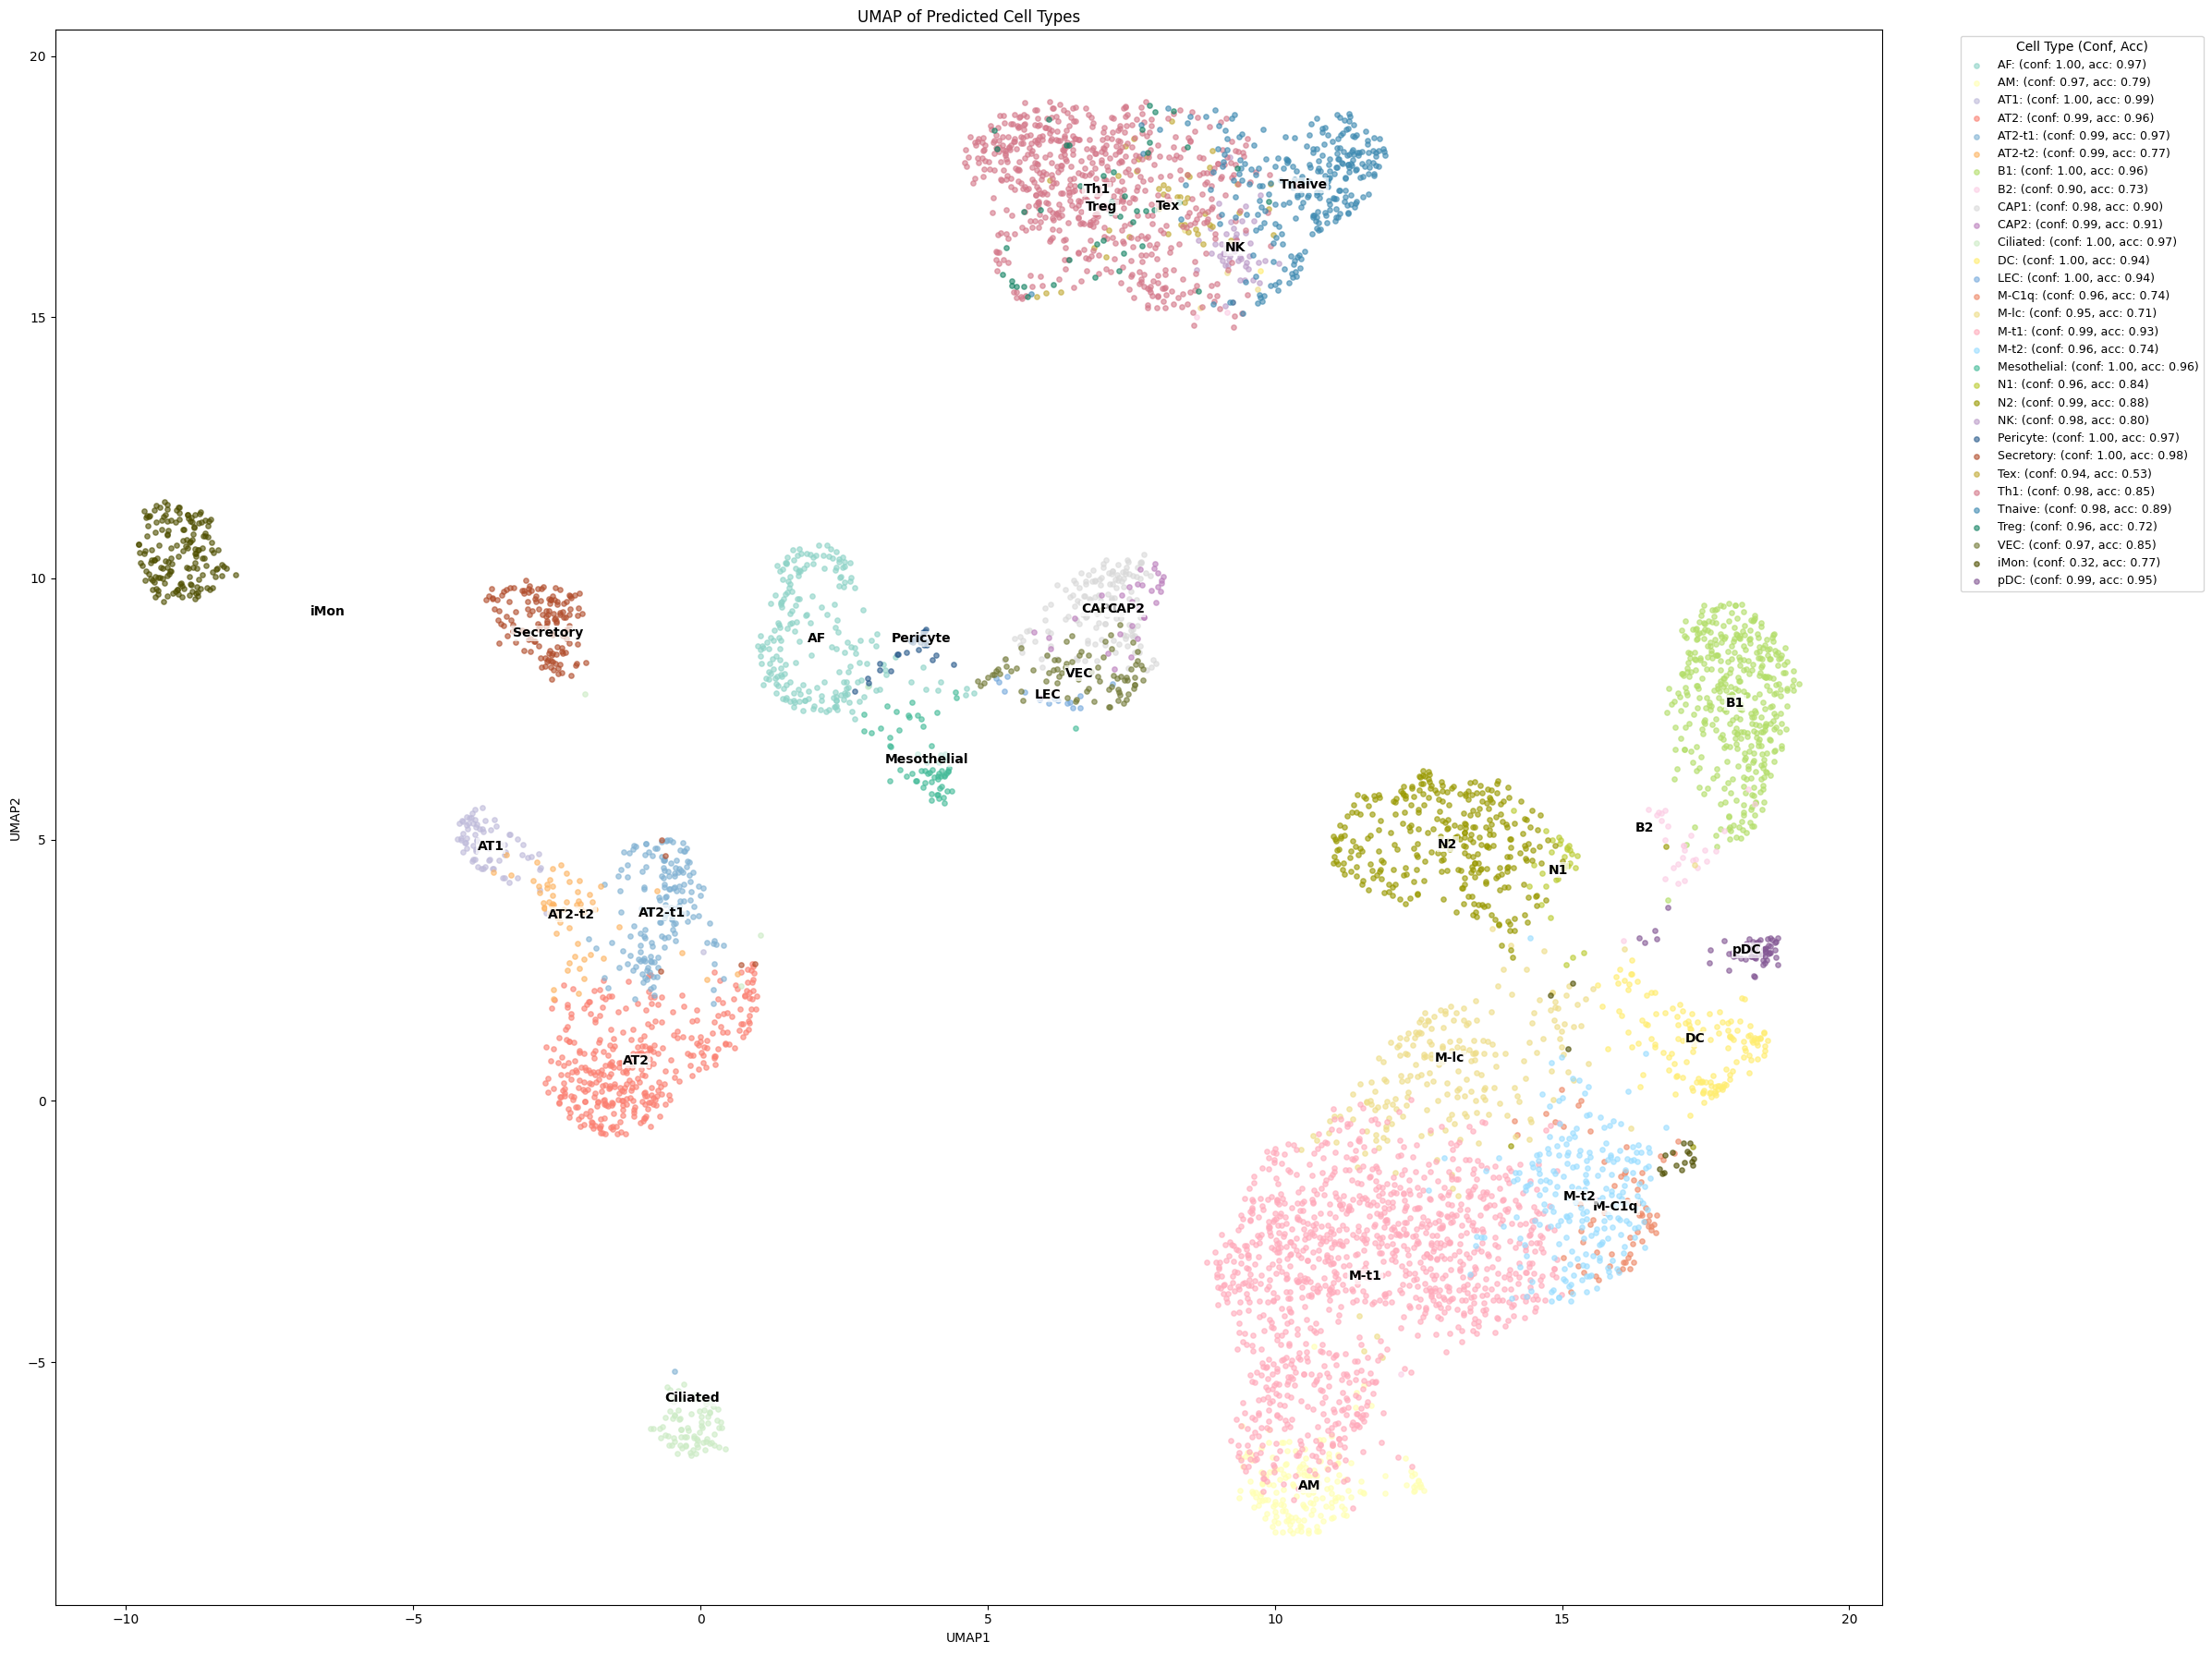 UMAP of Predicted Cell Types
Cell Type (Conf, Acc)
AF: (conf: 1.00, acc: 0.97)
AM: (conf: 0.97, acc: 0.79)
AT1: (conf: 1.00, acc: 0.99)
AT2: (conf: 0.99, acc: 0.96)
AT2-t1: (conf: 0.99, acc: 0.97)
AT2-t2: (conf: 0.99, acc: 0.77)
B1: (conf: 1.00, acc: 0.96)
B2: (conf: 0.90, acc: 0.73)
CAP1: (conf: 0.98, acc: 0.90)
CAP2: (conf: 0.99, acc: 0.91)
Ciliated: (conf: 1.00, acc: 0.97)
DC: (conf: 1.00, acc: 0.94)
LEC: (conf: 1.00, acc: 0.94)
M-C1q: (conf: 0.96, acc: 0.74)
M-lc: (conf: 0.95, acc: 0.71)
M-t1: (conf: 0.99, acc: 0.93)
M-t2: (conf: 0.96, acc: 0.74)
Mesothelial: (conf: 1.00, acc: 0.96)
N1: (conf: 0.96, acc: 0.84)
N2: (conf: 0.99, acc: 0.88)
NK: (conf: 0.98, acc: 0.80)
Pericyte: (conf: 1.00, acc: 0.97)
Secretory: (conf: 1.00, acc: 0.98)
Tex: (conf: 0.94, acc: 0.53)
Th1: (conf: 0.98, acc: 0.85)
Tnaive: (conf: 0.98, acc: 0.89)
Treg: (conf: 0.96, acc: 0.72)
VEC: (conf: 0.97, acc: 0.85)
iMon: (conf: 0.32, acc: 0.77)
pDC: (conf: 0.99, acc: 0.95)
20
15
10
5
0
−5
UMAP2
Th1
Tnaive
Treg
Tex
NK
iMon
Secretory
AF
Pericyte
CAP2
VEC
LEC
Mesothelial
B1
B2
AT1
AT2-t2
AT2-t1
AT2
N2
N1
pDC
DC
M-lc
M-t2
M-C1q
M-t1
Ciliated
AM
−10
−5
0
5
10
15
20
UMAP1